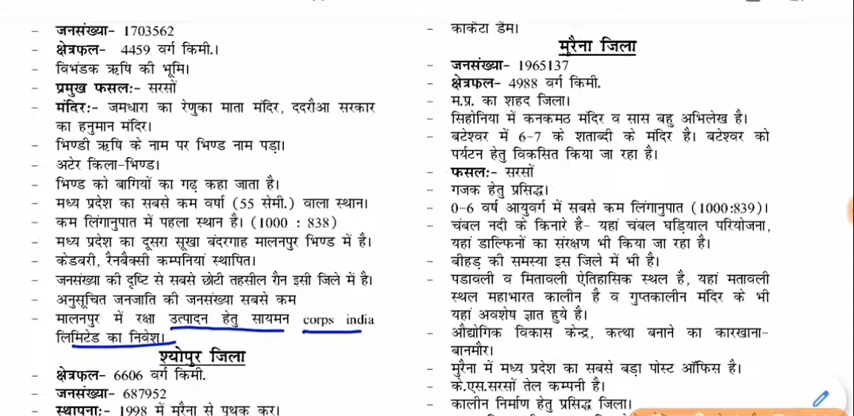 - जनसंख्या- 1703562
- क्षेत्रफल- 4459 वर्ग किमी.।
- विभंडक ऋषि की भूमि।
- प्रमुख फसल:- सरसों
- मंदिर:- जमधारा का रेणुका माता मंदिर, ददरौआ सरकार
का हनुमान मंदिर।
- भिण्डी ऋषि के नाम पर भिण्ड नाम पड़ा।
- अटेर किला-भिण्ड।
- भिण्ड को बागियों का गढ़ कहा जाता है।
- मध्य प्रदेश का सबसे कम वर्षा (55 सेमी.) वाला स्थान।
- कम लिंगानुपात में पहला स्थान है। (1000 : 838)
- मध्य प्रदेश का दूसरा सूखा बंदरगाह मालनपुर भिण्ड में है।
- केडबरी, रैनबैक्सी कम्पनियां स्थापित।
- जनसंख्या की दृष्टि से सबसे छोटी तहसील रौन इसी जिले में है।
- अनुसूचित जनजाति की जनसंख्या सबसे कम
- मालनपुर में रक्षा उत्पादन हेतु सायमन corps india
लिमिटेड का निवेश।
श्योपुर जिला
- क्षेत्रफल- 6606 वर्ग किमी.
- जनसंख्या- 687952
- स्थापना:- 1998 में मुरैना से पृथक कर।
- काकेटा डैम।
मुरैना जिला
- जनसंख्या- 1965137
- क्षेत्रफल- 4988 वर्ग किमी.
- म.प्र. का शहद जिला।
- सिहोनिया में कनकमठ मंदिर व सास बहु अभिलेख है।
- बटेश्वर में 6-7 के शताब्दी के मंदिर है। बटेश्वर को
पर्यटन हेतु विकसित किया जा रहा है।
- फसल:- सरसों
- गजक हेतु प्रसिद्ध।
- 0-6 वर्ष आयुवर्ग में सबसे कम लिंगानुपात (1000:839)।
- चंबल नदी के किनारे है- यहां चंबल घड़ियाल परियोजना,
यहां डाल्फिनों का संरक्षण भी किया जा रहा है।
- बीहड़ की समस्या इस जिले में भी है।
- पडावली व मितावली ऐतिहासिक स्थल है, यहां मतावली
स्थल महाभारत कालीन है व गुप्तकालीन मंदिर के भी
यहां अवशेष ज्ञात हुये है।
- औद्योगिक विकास केन्द्र, कत्था बनाने का कारखाना-
बानमौर।
- मुरैना में मध्य प्रदेश का सबसे बड़ा पोस्ट ऑफिस है।
- के.एस.सरसों तेल कम्पनी है।
- कालीन निर्माण हेतु प्रसिद्ध जिला।